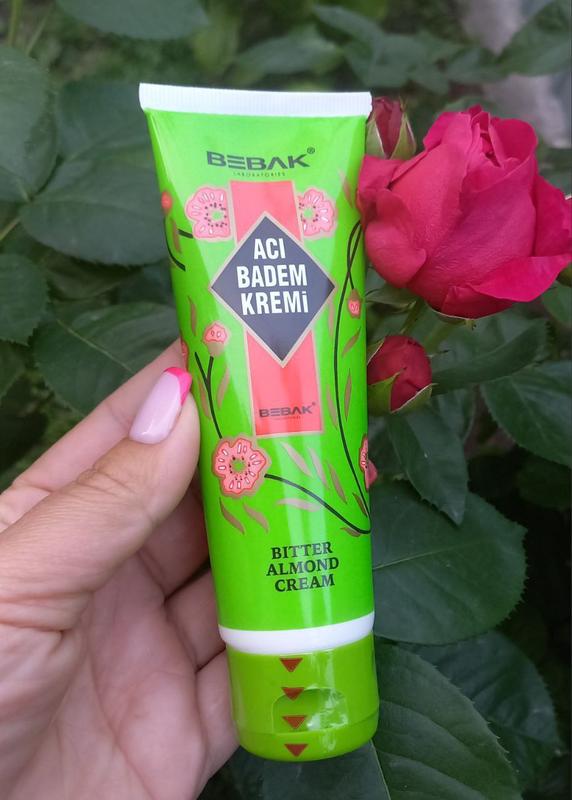 BEBAK®
LABORATORIES
ACI
BADEM
KREMİ
BEBAK
BITTER
ALMOND
CREAM